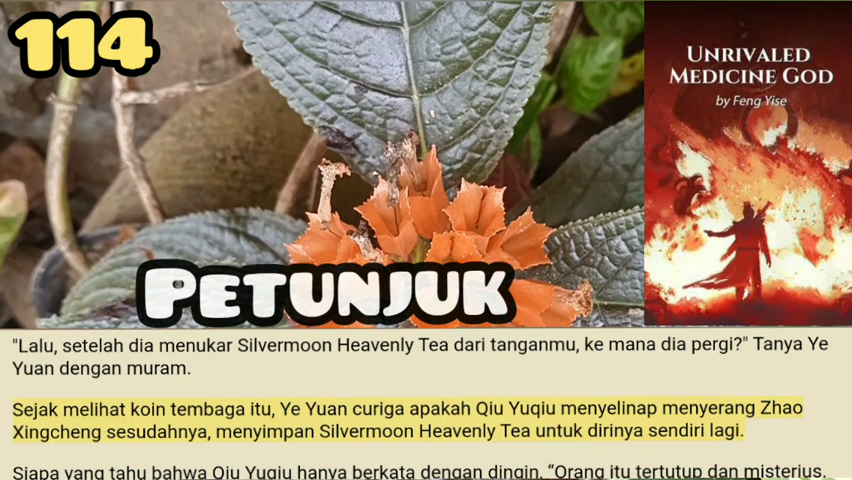 114
UNRIVALED
MEDICINE GOD
by Feng Yise
PETUNJUK
"Lalu, setelah dia menukar Silvermoon Heavenly Tea dari tanganmu, ke mana dia pergi?" Tanya Ye
Yuan dengan muram.
Sejak melihat koin tembaga itu, Ye Yuan curiga apakah Qiu Yuqiu menyelinap menyerang Zhao
Xingcheng sesudahnya, menyimpan Silvermoon Heavenly Tea untuk dirinya sendiri lagi.
Siapa yang tahu bahwa Qiu Yuqiu hanya berkata dengan dingin, “Orang itu tertutup dan misterius.